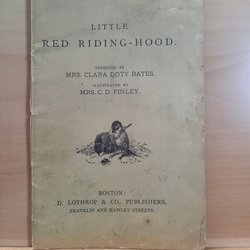 LITTLE
RED RIDING-HOOD.
VERSIFIED BY
MRS. CLARA DOTY BATES.
ILLUSTRATED BY
MRS. C. D. FINLEY.
BOSTON:
D. LOTHROP & CO., PUBLISHERS,
FRANKLIN AND HAWLEY STREETS.